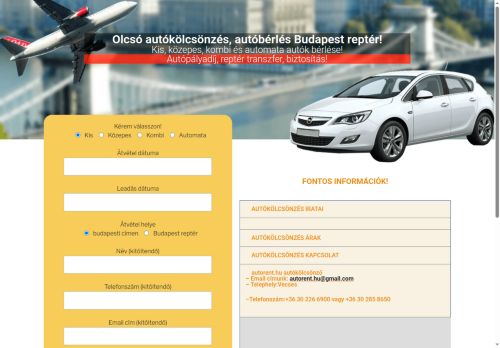 Olcsó autókölcsönzés, autóbérlés Budapest reptér!
Kis, közepes, kombi és automata autók bérlése!
Autópályadíj, reptér transzfer, biztosítás!
Kérem válasszon!
Kis Közepes Kombi Automata
Átvétel dátuma
Leadás dátuma
Átvétel helye
budapesti címen Budapest reptér
Név (kitöltendő)
Telefonszám (kitöltendő)
Email cím (kitöltendő)
FONTOS INFORMÁCIÓK!
AUTÓKÖLCSÖNZÉS IRATAI
AUTÓKÖLCSÖNZÉS ÁRAK
AUTÓKÖLCSÖNZÉS KAPCSOLAT
autorent.hu autókölcsönző
– Email címunk: autorent.hu@gmail.com
– Telephely:Vecsés
–Telefonszám:+36 30 226 6900 vagy +36 30 285 8650